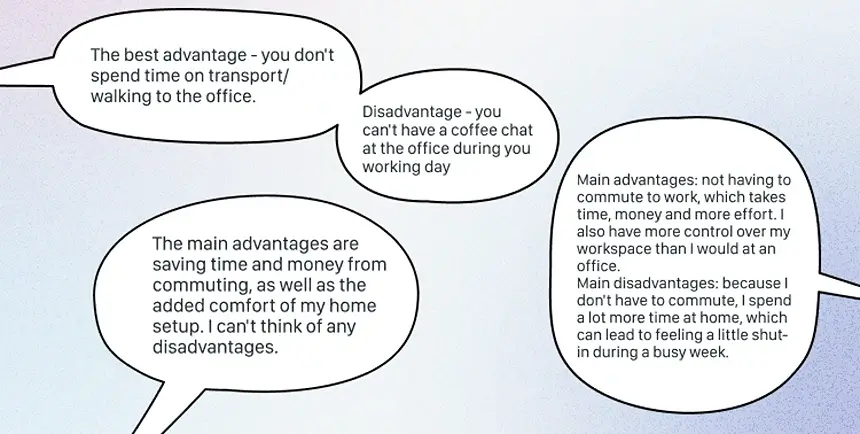 The best advantage - you don't
spend time on transport/
walking to the office.
Disadvantage - you
can't have a coffee chat
at the office during you
working day
The main advantages are
saving time and money from
commuting, as well as the
added comfort of my home
setup. I can't think of any
disadvantages.
Main advantages: not having to
commute to work, which takes
time, money and more effort. I
also have more control over my
workspace than I would at an
office.
Main disadvantages: because I
don't have to commute, I spend
a lot more time at home, which
can lead to feeling a little shut-
in during a busy week.